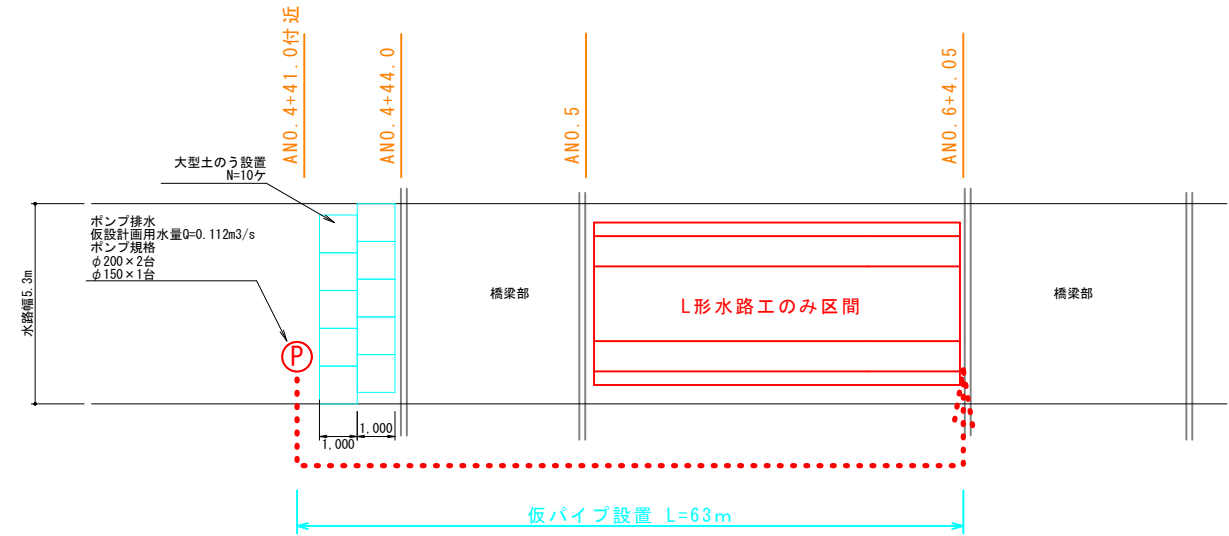 ANO.4+41.0付近
ANO.4+44.0
ANO.5
ANO.6+4.05
大型土のう設置
N=10ケ
ポンプ排水
仮設計画用水量Q=0.112m3/s
ポンプ規格
φ200×2台
φ150×1台
水路幅5.3m
P
橋梁部
L形水路工のみ区間
橋梁部
1,000
1,000
仮パイプ設置 L=63m